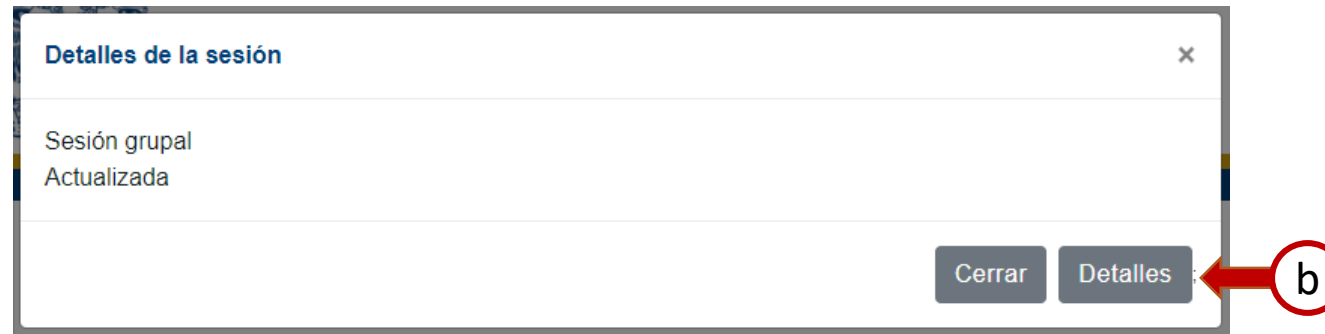 Detalles de la sesión ×
Sesión grupal
Actualizada
Cerrar Detalles ; b